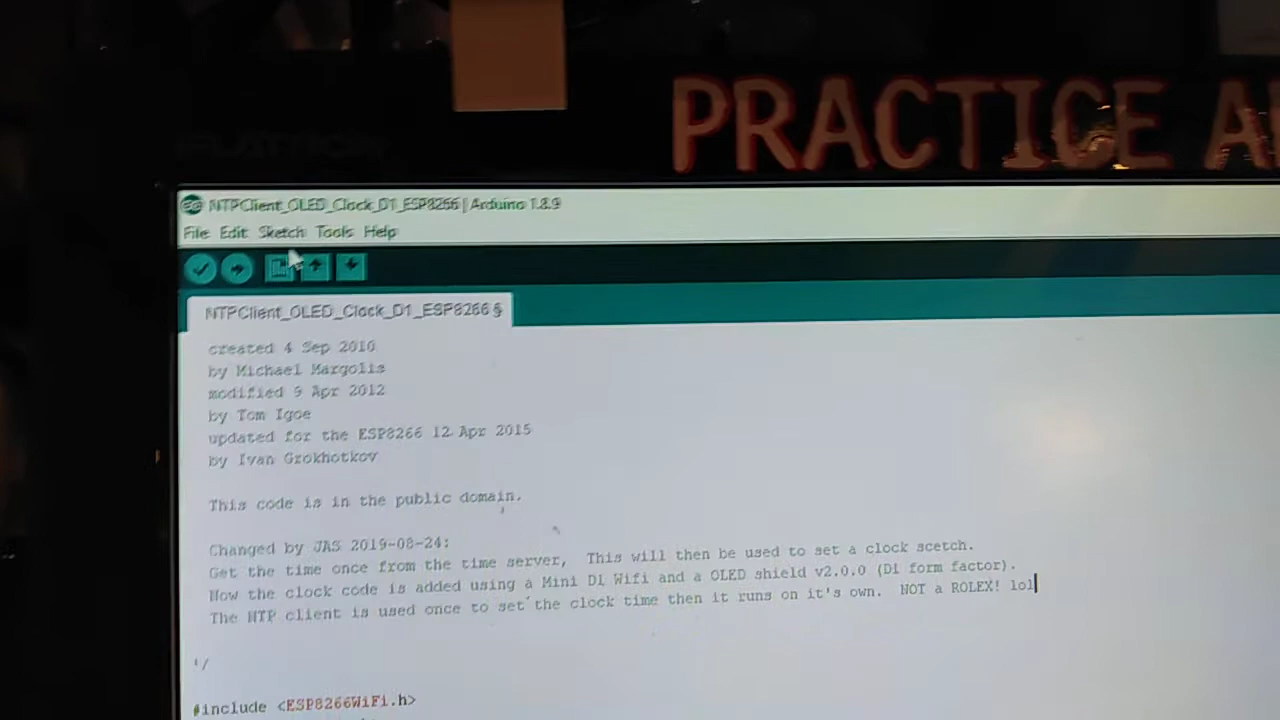 PRACTICE A
NTPClient_OLED_Clock_D1_ESP8266 | Arduino 1.8.9
File Edit Sketch Tools Help
NTPClient_OLED_Clock_D1_ESP8266 §
created 4 Sep 2010
by Michael Margolis
modified 9 Apr 2012
by Tom Igoe
updated for the ESP8266 12 Apr 2015
by Ivan Grokhotkov
This code is in the public domain.
Changed by JAS 2019-08-24:
Get the time once from the time server, This will then be used to set a clock scetch.
Now the clock code is added using a Mini D1 Wifi and a OLED shield v2.0.0 (D1 form factor).
The NTP client is used once to set the clock time then it runs on it's own. NOT a ROLEX! lol
*/
#include <ESP8266WiFi.h>